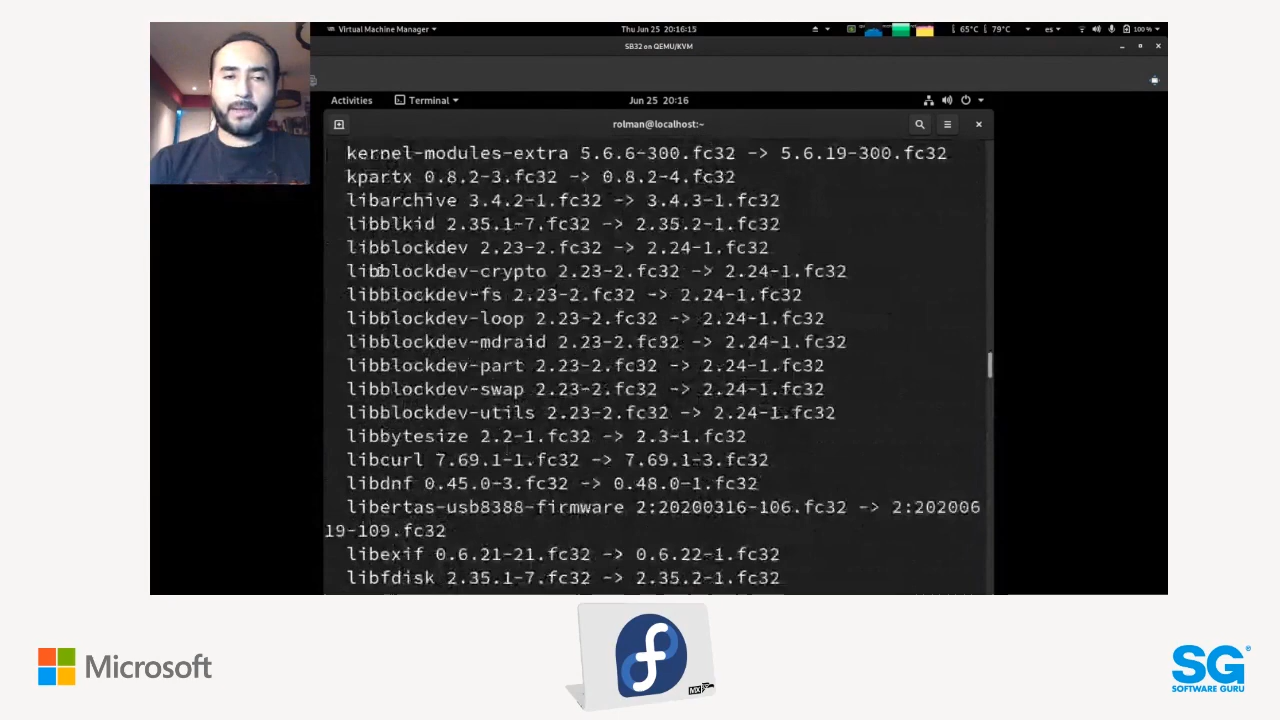 Virtual Machine Manager
Thu Jun 25 20:16:15
65°C 79°C es 100 %
SB32 on QEMU/KVM
Activities Terminal Jun 25 20:16
rolman@localhost:~
kernel-modules-extra 5.6.6-300.fc32 -> 5.6.19-300.fc32
kpartx 0.8.2-3.fc32 -> 0.8.2-4.fc32
libarchive 3.4.2-1.fc32 -> 3.4.3-1.fc32
libblkid 2.35.1-7.fc32 -> 2.35.2-1.fc32
libblockdev 2.23-2.fc32 -> 2.24-1.fc32
libblockdev-crypto 2.23-2.fc32 -> 2.24-1.fc32
libblockdev-fs 2.23-2.fc32 -> 2.24-1.fc32
libblockdev-loop 2.23-2.fc32 -> 2.24-1.fc32
libblockdev-mdraid 2.23-2.fc32 -> 2.24-1.fc32
libblockdev-part 2.23-2.fc32 -> 2.24-1.fc32
libblockdev-swap 2.23-2.fc32 -> 2.24-1.fc32
libblockdev-utils 2.23-2.fc32 -> 2.24-1.fc32
libbytesize 2.2-1.fc32 -> 2.3-1.fc32
libcurl 7.69.1-1.fc32 -> 7.69.1-3.fc32
libdnf 0.45.0-3.fc32 -> 0.48.0-1.fc32
libertas-usb8388-firmware 2:20200316-106.fc32 -> 2:202006
19-109.fc32
libexif 0.6.21-21.fc32 -> 0.6.22-1.fc32
libfdisk 2.35.1-7.fc32 -> 2.35.2-1.fc32
Microsoft
MX
SG
SOFTWARE GURU